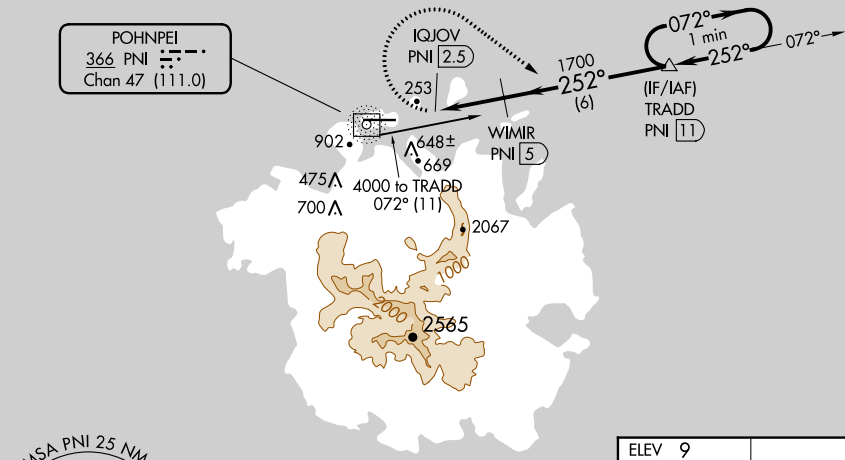 POHNPEI
366 PNI
Chan 47 (111.0)
IQJOV
PNI 2.5
253
1700
252°
(6)
072°
1 min
252°
072°
(IF/IAF)
TRADD
PNI 11
WIMIR
PNI 5
902
648±
669
475
4000 to TRADD
072° (11)
700
2067
1000
2000
2565
MSA PNI 25 NM
ELEV 9